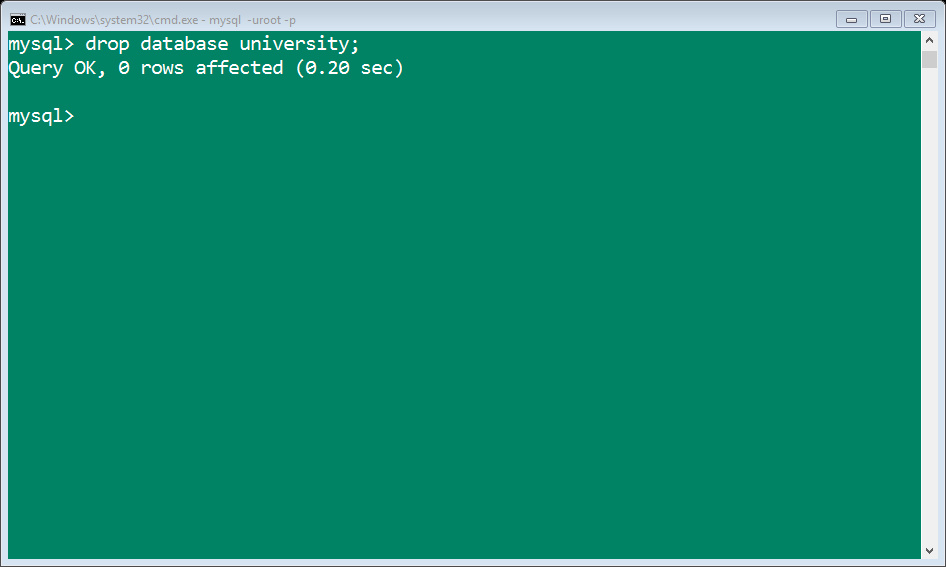 C:\Windows\system32\cmd.exe - mysql  -uroot -p
mysql> drop database university;
Query OK, 0 rows affected (0.20 sec)
mysql>